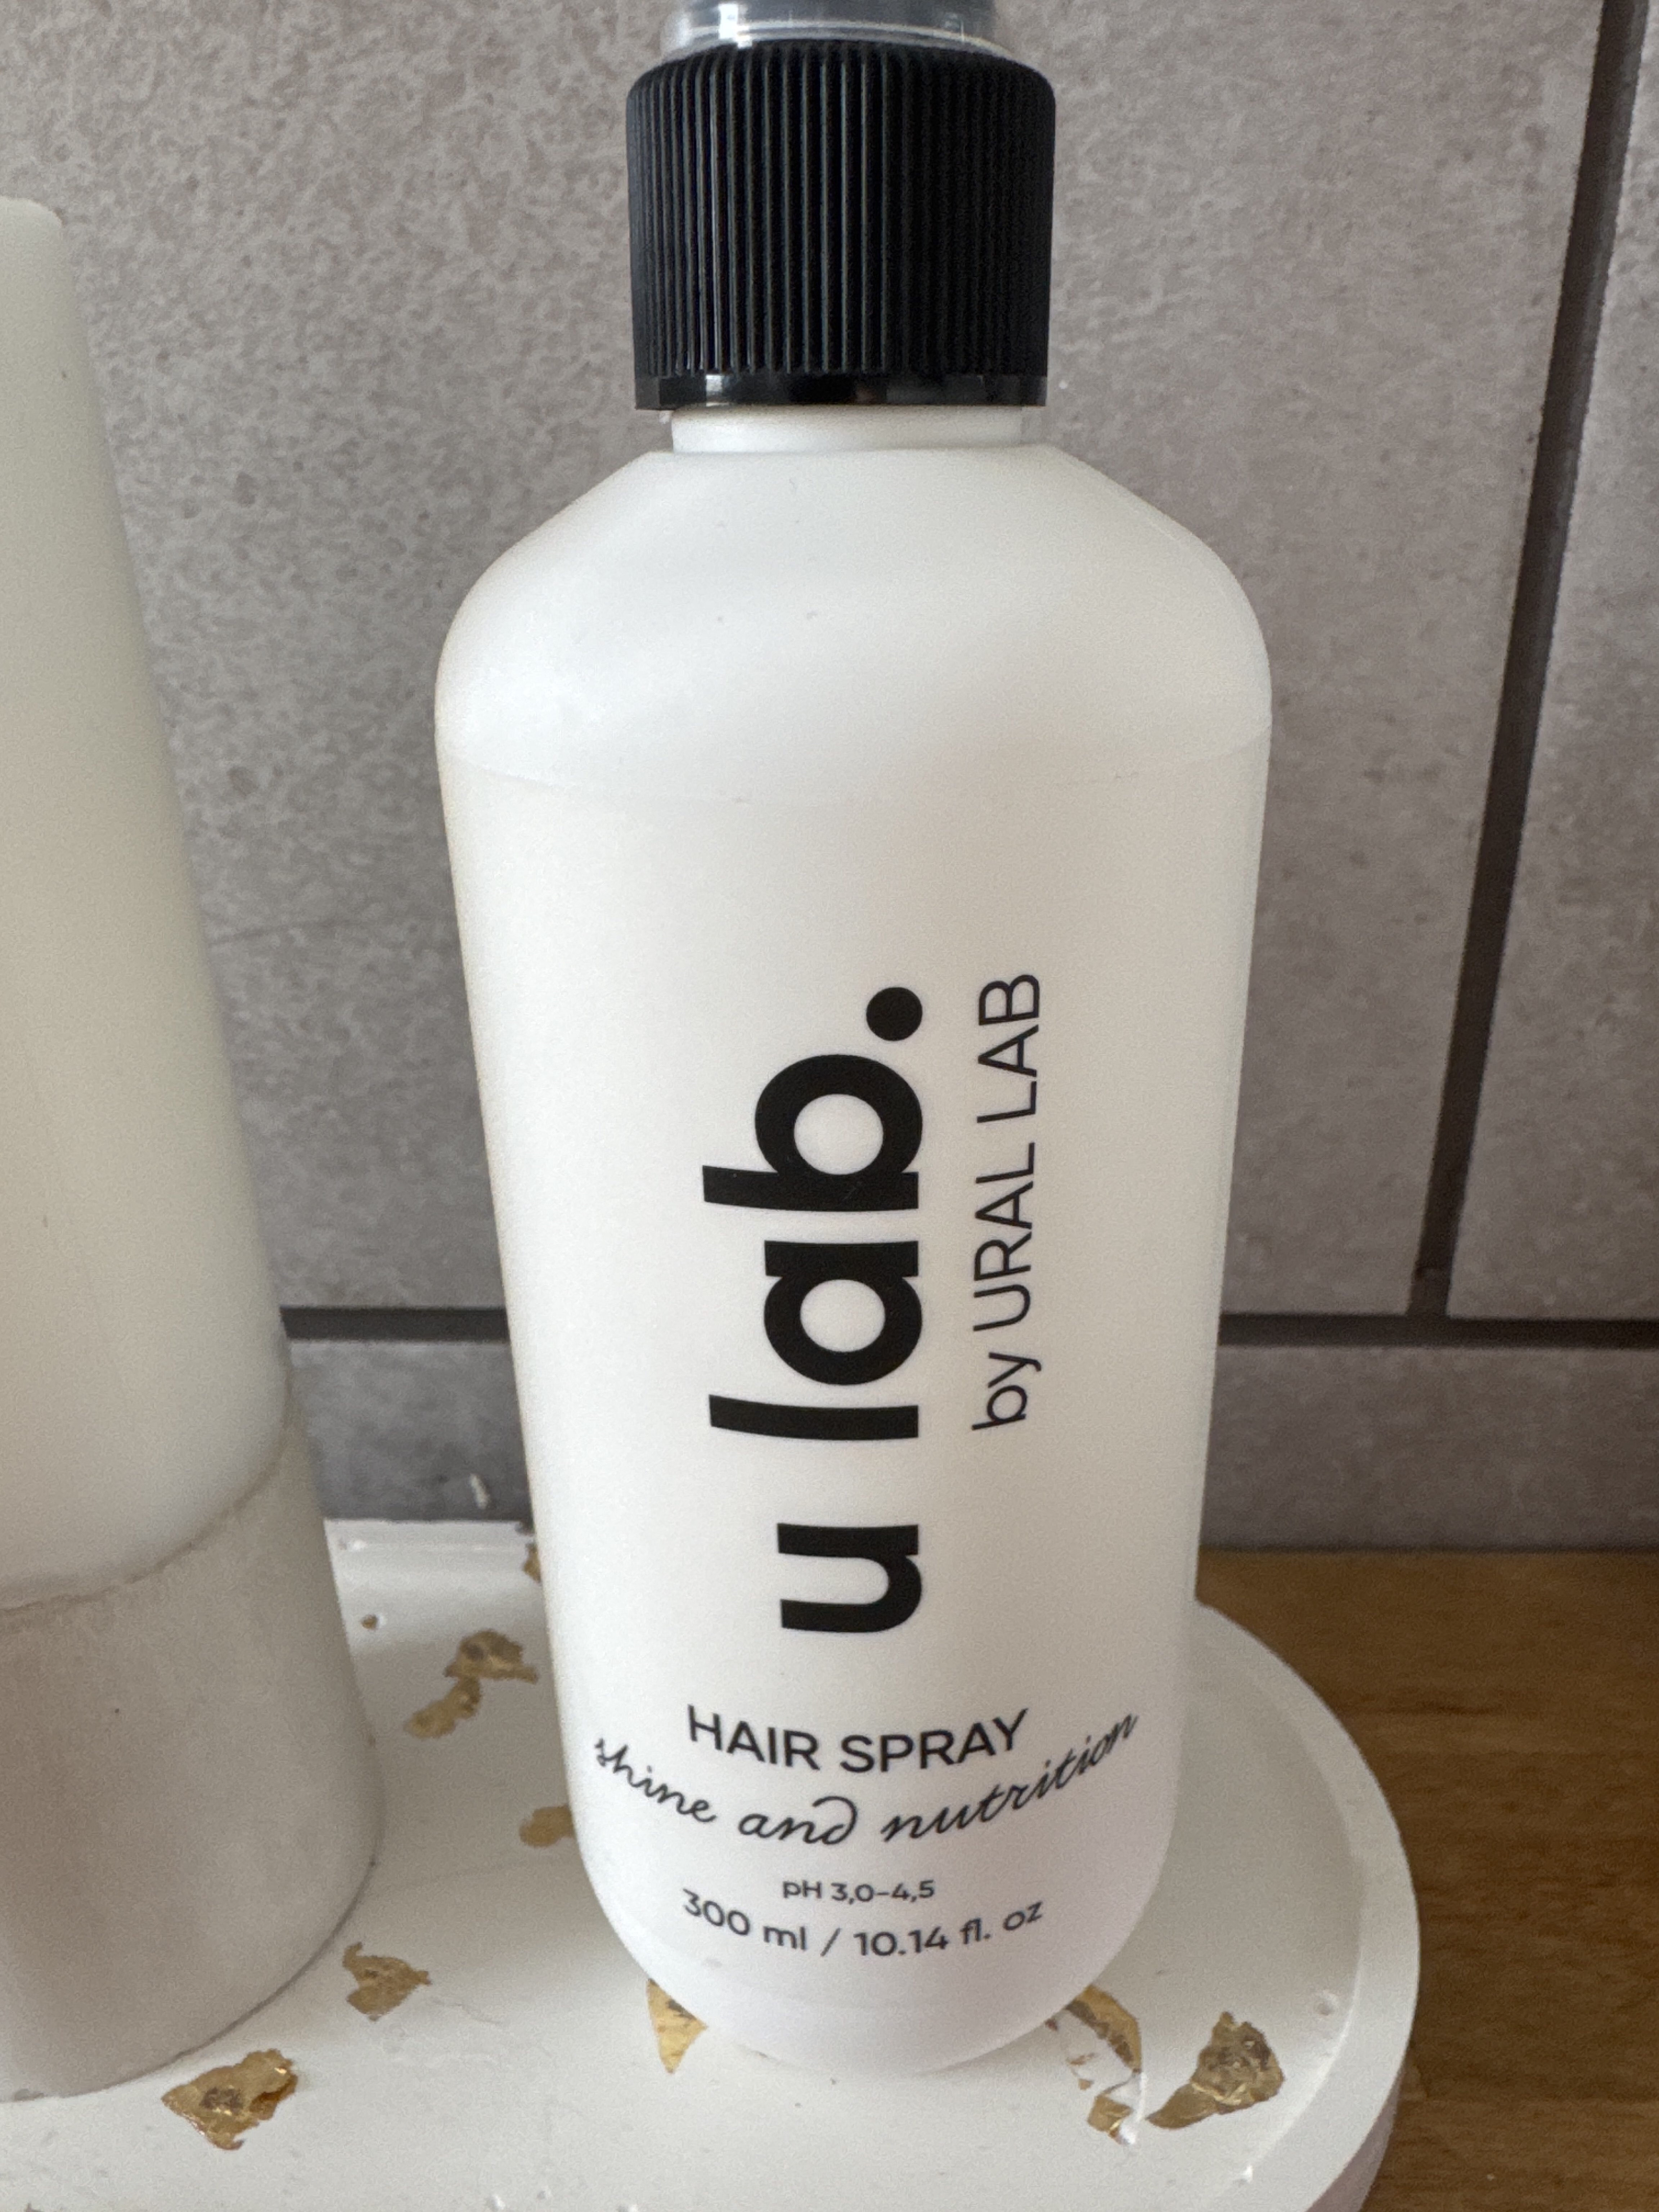 u lab.
by URAL LAB
HAIR SPRAY
shine and nutrition
pH 3,0-4,5
300 ml / 10.14 fl. oz